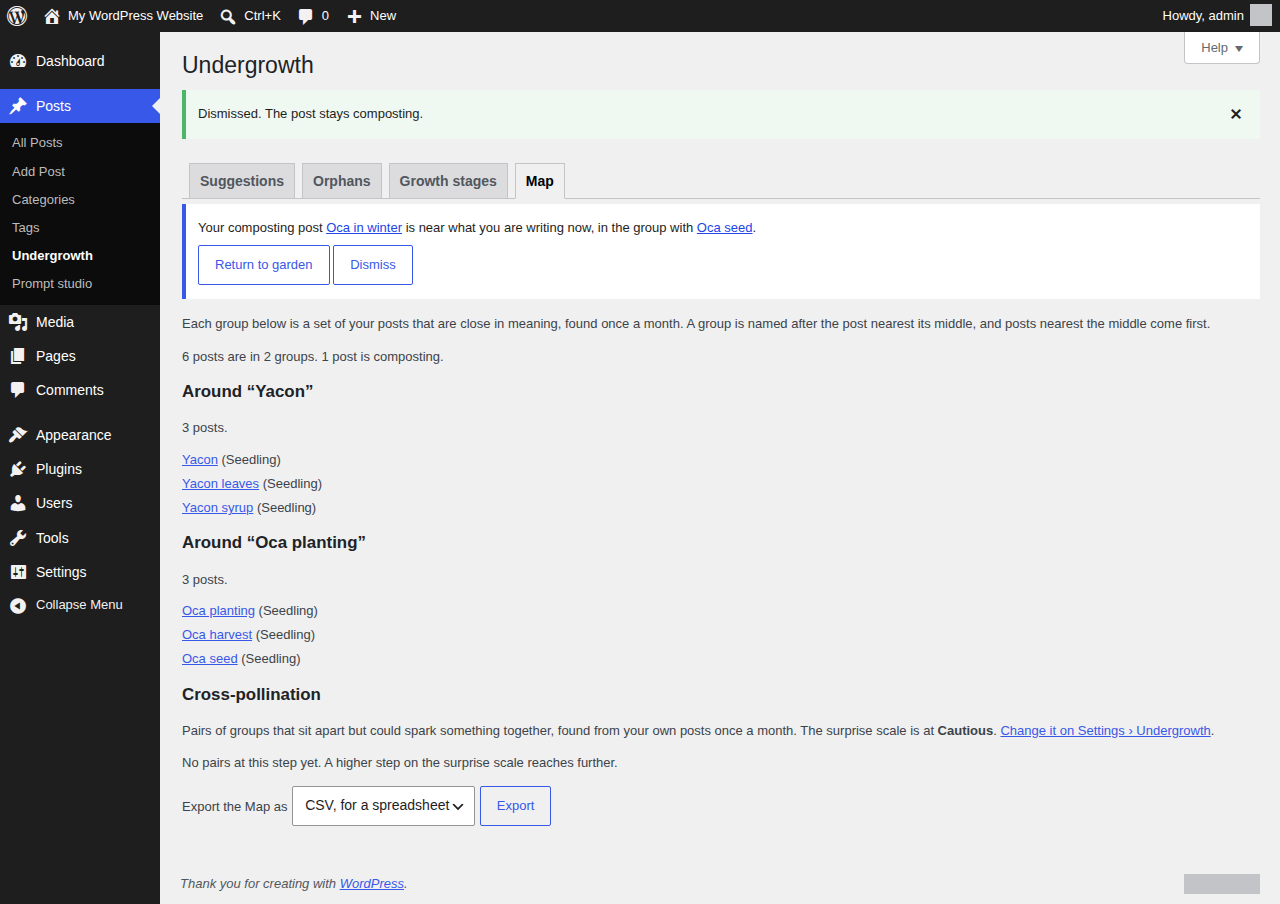 My WordPress Website
Ctrl+K
0
New
Howdy, admin
Dashboard
Posts
All Posts
Add Post
Categories
Tags
Undergrowth
Prompt studio
Media
Pages
Comments
Appearance
Plugins
Users
Tools
Settings
Collapse Menu
Help
Undergrowth
Dismissed. The post stays composting.
Suggestions
Orphans
Growth stages
Map
Your composting post Oca in winter is near what you are writing now, in the group with Oca seed.
Return to garden
Dismiss
Each group below is a set of your posts that are close in meaning, found once a month. A group is named after the post nearest its middle, and posts nearest the middle come first.
6 posts are in 2 groups. 1 post is composting.
Around “Yacon”
3 posts.
Yacon (Seedling)
Yacon leaves (Seedling)
Yacon syrup (Seedling)
Around “Oca planting”
3 posts.
Oca planting (Seedling)
Oca harvest (Seedling)
Oca seed (Seedling)
Cross-pollination
Pairs of groups that sit apart but could spark something together, found from your own posts once a month. The surprise scale is at Cautious. Change it on Settings › Undergrowth.
No pairs at this step yet. A higher step on the surprise scale reaches further.
Export the Map as
CSV, for a spreadsheet
Export
Thank you for creating with WordPress.